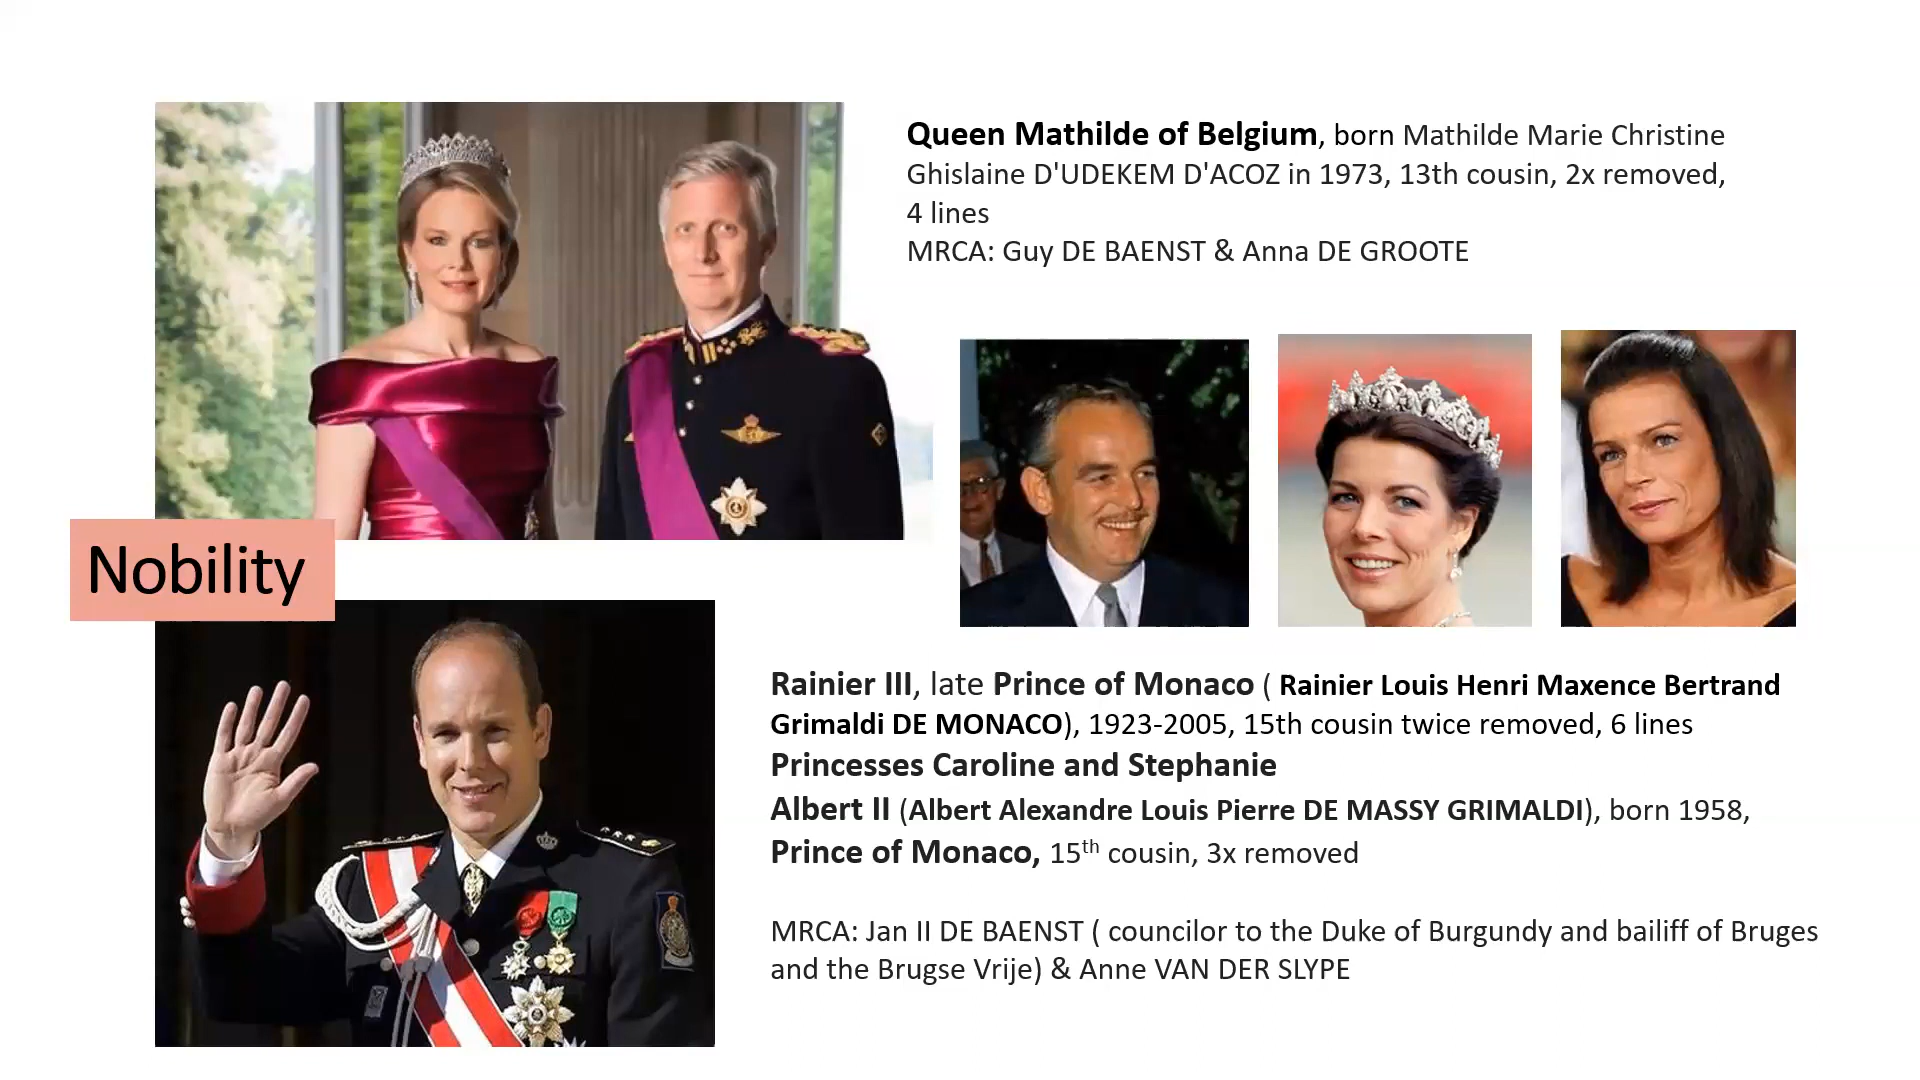 Queen Mathilde of Belgium, born Mathilde Marie Christine
Ghislaine D'UDEKEM D'ACOZ in 1973, 13th cousin, 2x removed,
4 lines
MRCA: Guy DE BAENST & Anna DE GROOTE
Nobility
Rainier III, late Prince of Monaco ( Rainier Louis Henri Maxence Bertrand
Grimaldi DE MONACO), 1923-2005, 15th cousin twice removed, 6 lines
Princesses Caroline and Stephanie
Albert II (Albert Alexandre Louis Pierre DE MASSY GRIMALDI), born 1958,
Prince of Monaco, 15th cousin, 3x removed
MRCA: Jan II DE BAENST ( councilor to the Duke of Burgundy and bailiff of Bruges
and the Brugse Vrije) & Anne VAN DER SLYPE